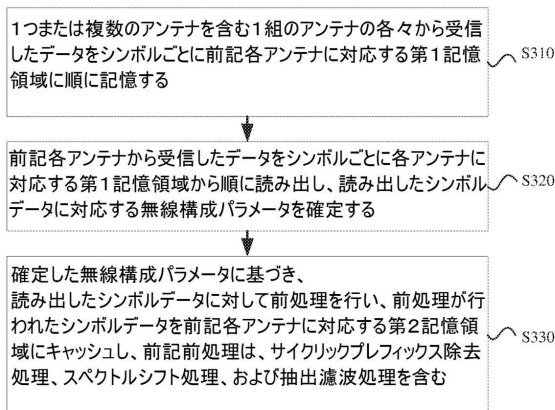 1つまたは複数のアンテナを含む1組のアンテナの各々から受信
したデータをシンボルごとに前記各アンテナに対応する第1記憶
領域に順に記憶する
S310
前記各アンテナから受信したデータをシンボルごとに各アンテナに
対応する第1記憶領域から順に読み出し、読み出したシンボル
データに対応する無線構成パラメータを確定する
S320
確定した無線構成パラメータに基づき、
読み出したシンボルデータに対して前処理を行い、前処理が行
われたシンボルデータを前記各アンテナに対応する第2記憶領
域にキャッシュし、前記前処理は、サイクリックプレフィックス除去
処理、スペクトルシフト処理、および抽出濾波処理を含む
S330